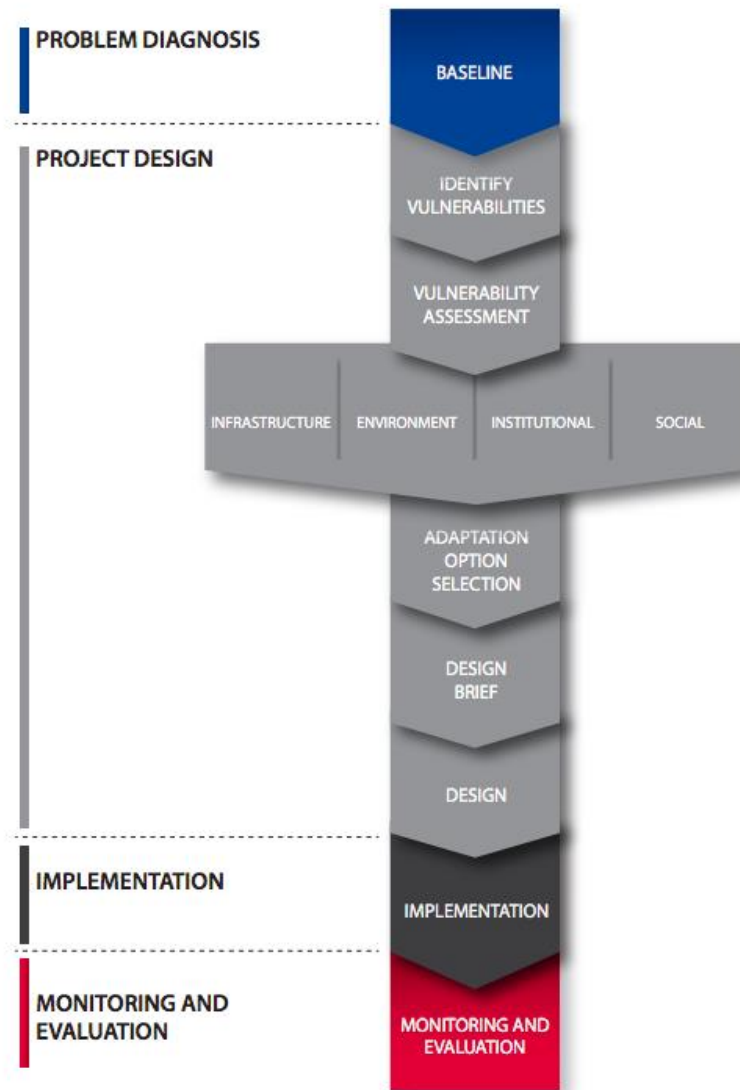 PROBLEM DIAGNOSIS
BASELINE
PROJECT DESIGN
IDENTIFY
VULNERABILITIES
VULNERABILITY
ASSESSMENT
INFRASTRUCTURE
ENVIRONMENT
INSTITUTIONAL
SOCIAL
ADAPTATION
OPTION
SELECTION
DESIGN
BRIEF
DESIGN
IMPLEMENTATION
IMPLEMENTATION
MONITORING AND
EVALUATION
MONITORING AND
EVALUATION